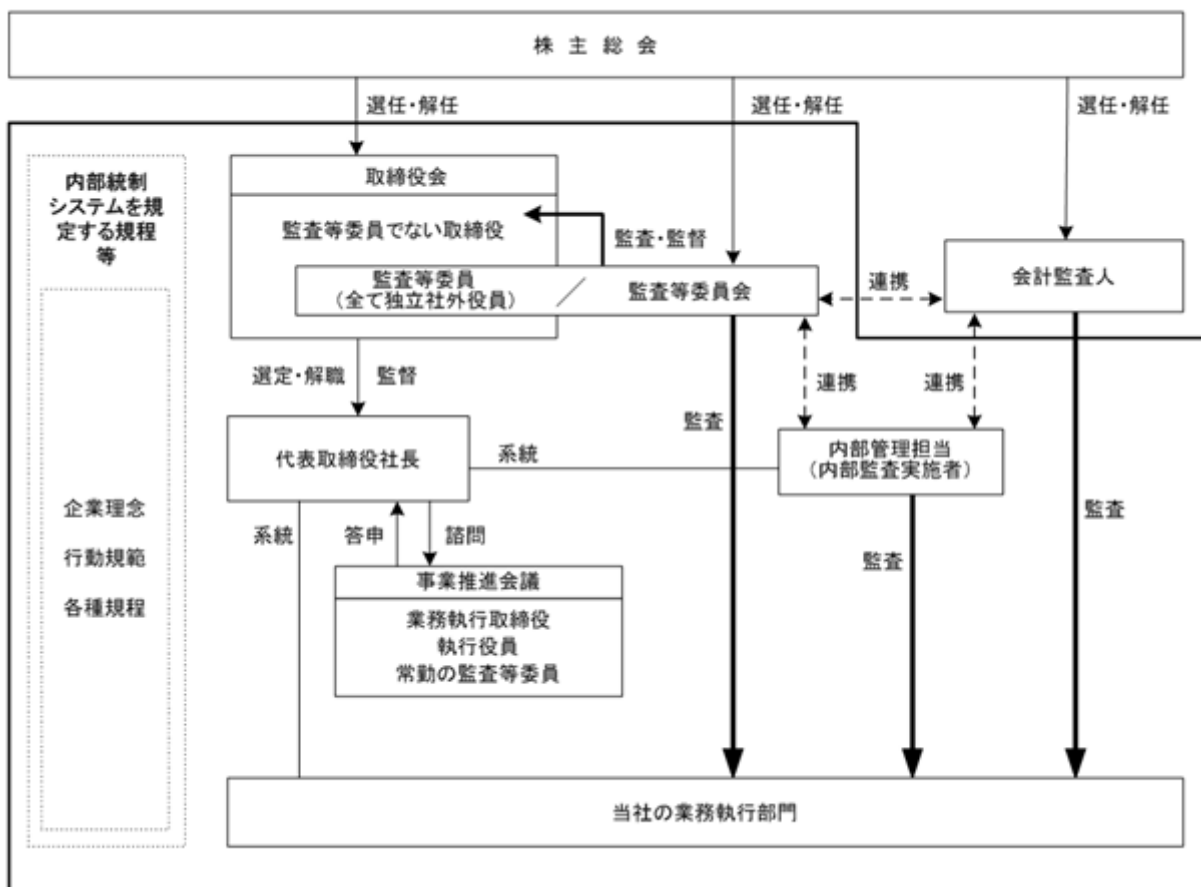 株主総会
選任・解任
選任・解任
選任・解任
内部統制
システムを規
定する規程
等
企業理念
行動規範
各種規程
取締役会
監査等委員でない取締役
監査・監督
監査等委員
(全て独立社外役員)
／
監査等委員会
連携
会計監査人
選定・解職
監督
連携
連携
監査
代表取締役社長
系統
内部管理担当
(内部監査実施者)
系統
答申
諮問
監査
監査
事業推進会議
業務執行取締役
執行役員
常勤の監査等委員
当社の業務執行部門